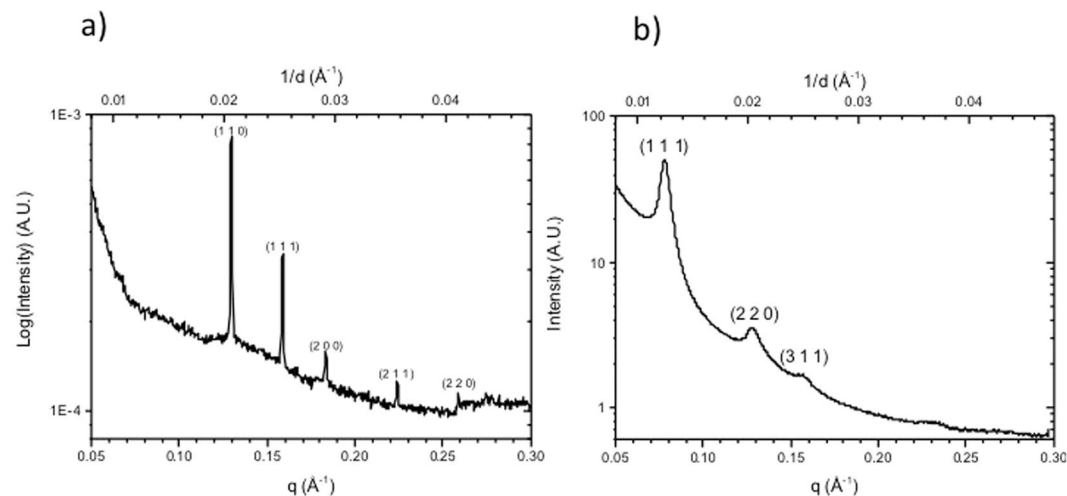 a)
1/d (Å⁻¹)
0.01 0.02 0.03 0.04
1E-3
1E-4
Log(Intensity) (A.U.)
(1 1 0)
(1 1 1)
(2 0 0)
(2 1 1)
(2 2 0)
0.05 0.10 0.15 0.20 0.25 0.30
q (Å⁻¹)
b)
1/d (Å⁻¹)
0.01 0.02 0.03 0.04
100
10
1
Intensity (A.U.)
(1 1 1)
(2 2 0)
(3 1 1)
0.05 0.10 0.15 0.20 0.25 0.30
q (Å⁻¹)